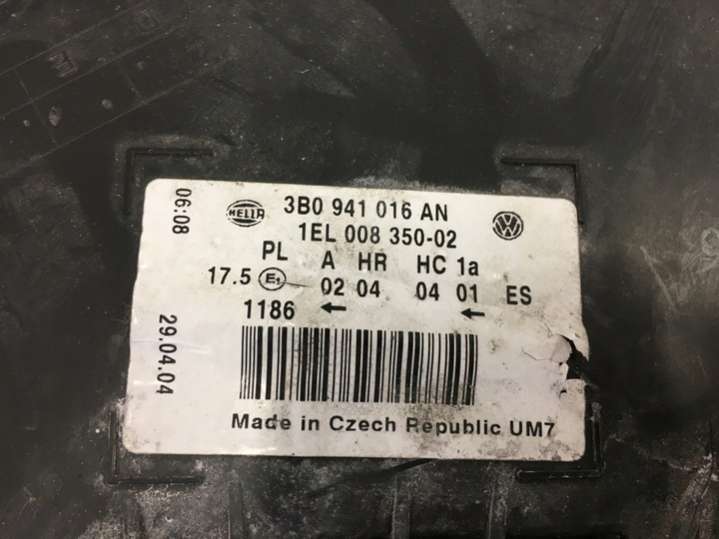 06:08
HELLA 3B0 941 016 AN
1EL 008 350-02
PL A HR HC 1a
17.5 E1 02 04 04 01 ES
1186 ← ←
29.04.04
Made in Czech Republic UM7